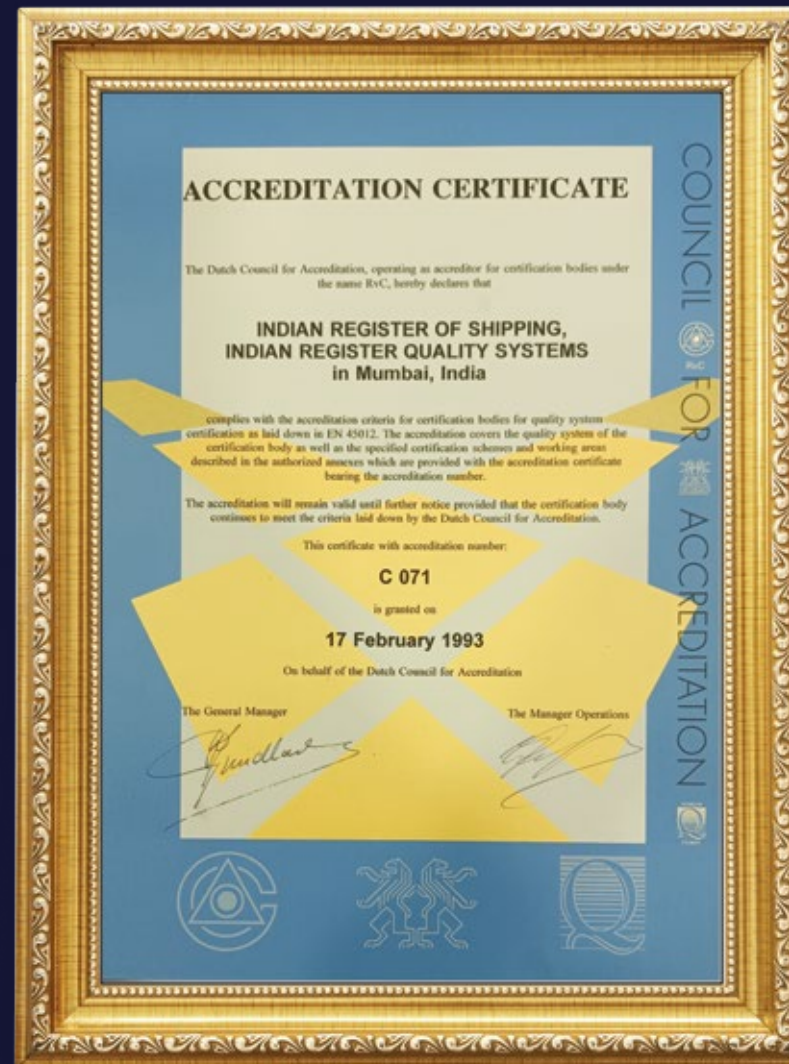 ACCREDITATION CERTIFICATE
The Dutch Council for Accreditation, operating as accreditor for certification bodies under
the name RvC, hereby declares that
INDIAN REGISTER OF SHIPPING,
INDIAN REGISTER QUALITY SYSTEMS
in Mumbai, India
complies with the accreditation criteria for certification bodies for quality system
certification as laid down in EN 45012. The accreditation covers the quality system of the
certification body as well as the specified certification schemes and working areas
described in the authorized annexes which are provided with the accreditation certificate
bearing the accreditation number.
The accreditation will remain valid until further notice provided that the certification body
continues to meet the criteria laid down by the Dutch Council for Accreditation.
This certificate with accreditation number:
C 071
is granted on
17 February 1993
On behalf of the Dutch Council for Accreditation
The General Manager
The Manager Operations
COUNCIL FOR ACCREDITATION
RvC